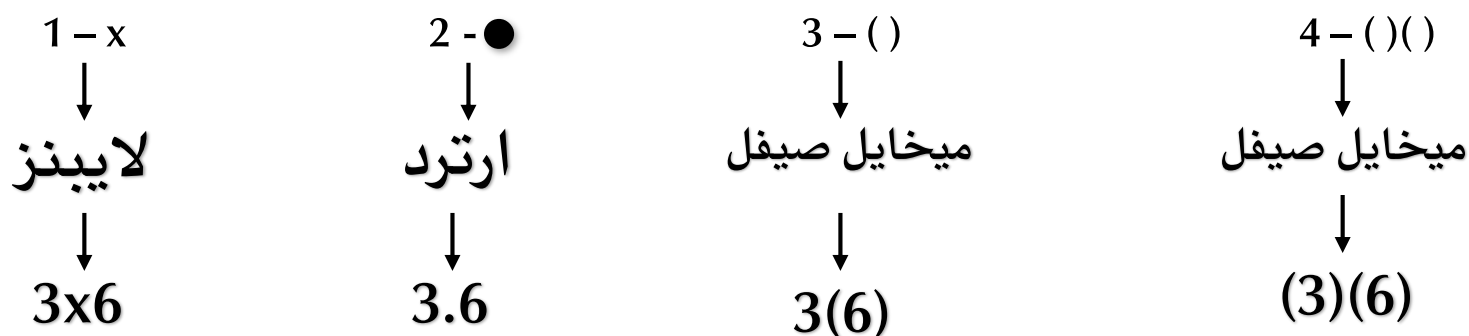 1 – x
لايبنز
3x6
2 - ●
ارترد
3.6
3 – ( )
ميخايل صيفل
3(6)
4 – ( )( )
ميخايل صيفل
(3)(6)